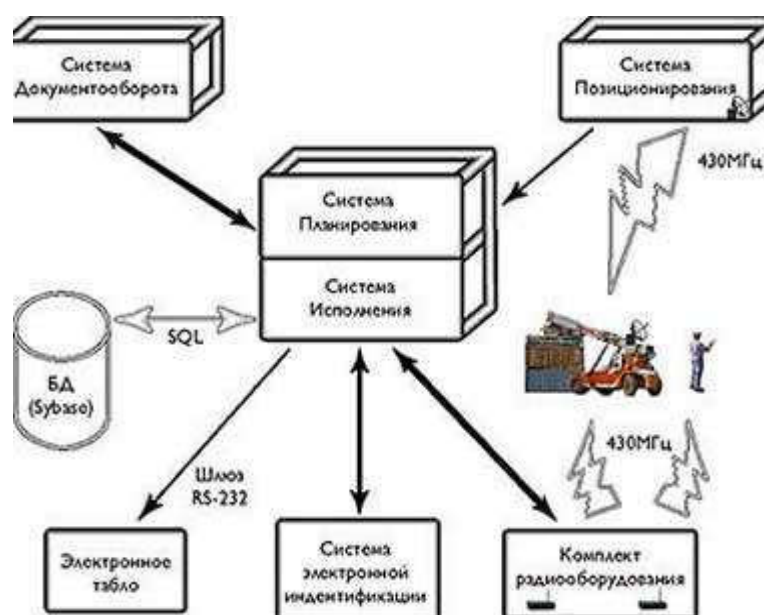 Система
Документооборота
Система
Позиционирования
430МГц
Система
Планирования
Система
Исполнения
SQL
БД
(Sybase)
430МГц
Шлюз
RS-232
Электронное
табло
Система
электронной
индентификации
Комплект
радиооборудования